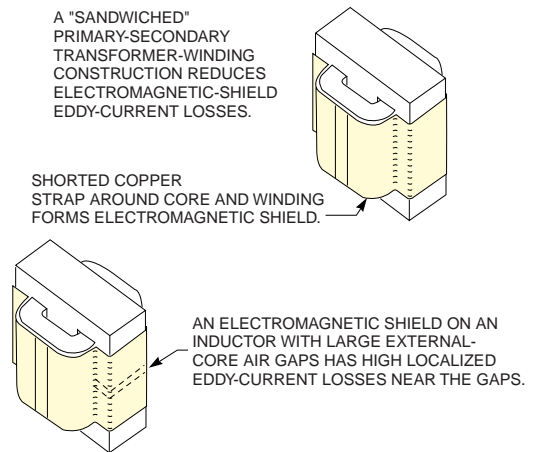 A "SANDWICHED"
PRIMARY-SECONDARY
TRANSFORMER-WINDING
CONSTRUCTION REDUCES
ELECTROMAGNETIC-SHIELD
EDDY-CURRENT LOSSES.
SHORTED COPPER
STRAP AROUND CORE AND WINDING
FORMS ELECTROMAGNETIC SHIELD.
AN ELECTROMAGNETIC SHIELD ON AN
INDUCTOR WITH LARGE EXTERNAL-
CORE AIR GAPS HAS HIGH LOCALIZED
EDDY-CURRENT LOSSES NEAR THE GAPS.